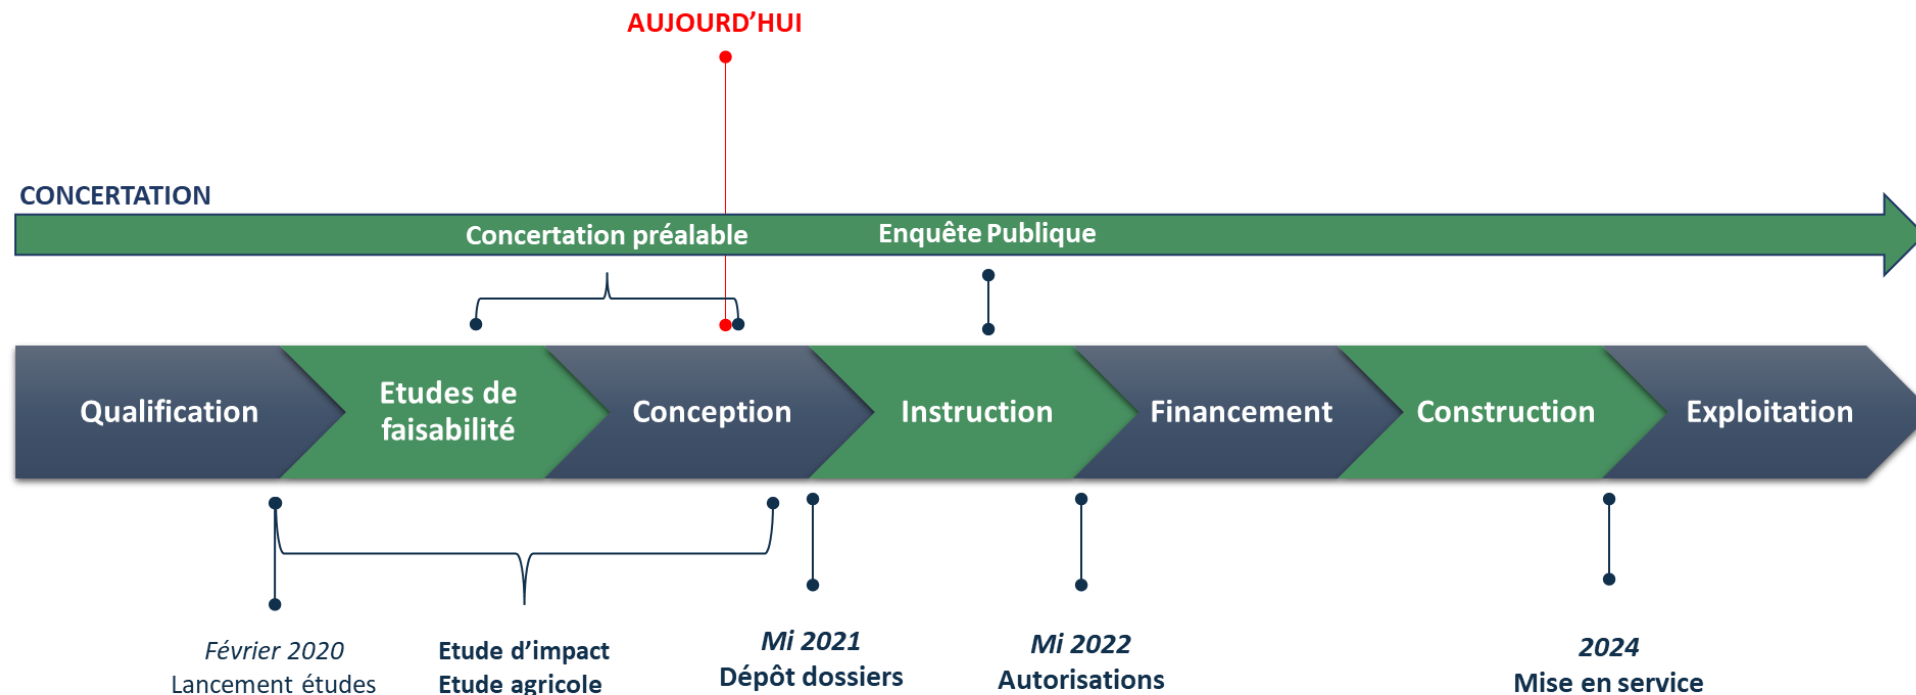 AUJOURD’HUI
CONCERTATION
Concertation préalable
Enquête Publique
Qualification
Etudes de
faisabilité
Conception
Instruction
Financement
Construction
Exploitation
Février 2020
Lancement études
Etude d’impact
Etude agricole
Mi 2021
Dépôt dossiers
Mi 2022
Autorisations
2024
Mise en service